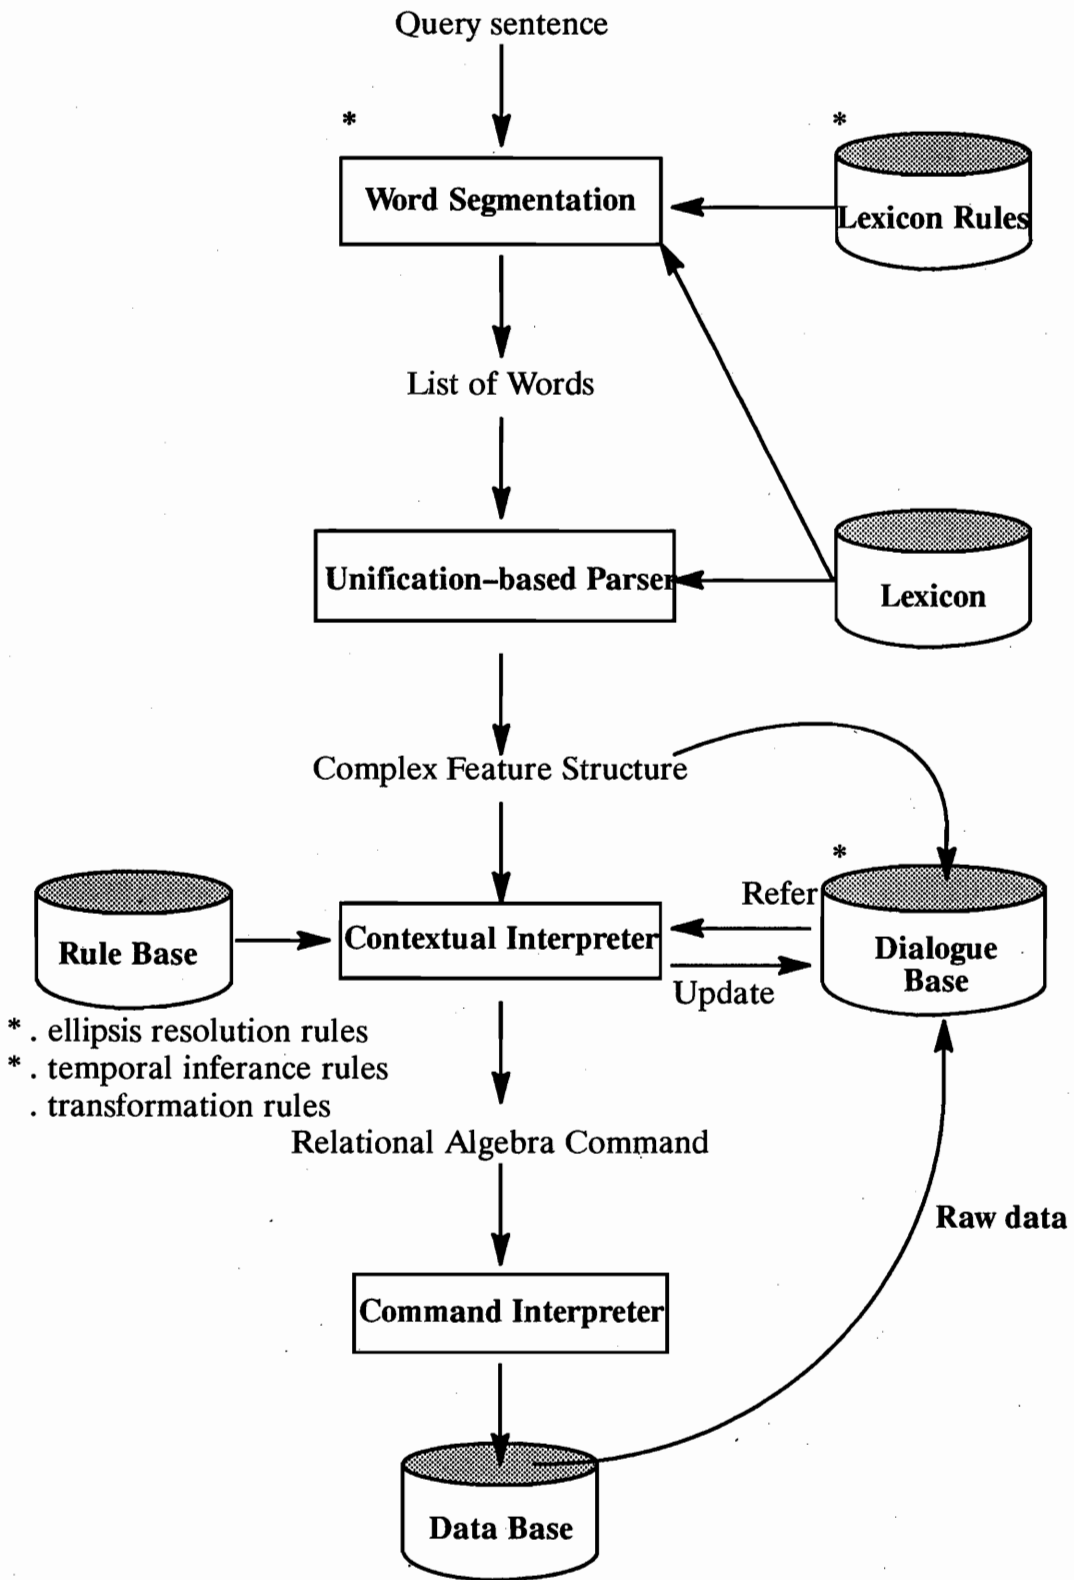 Query sentence
*
*
Word Segmentation
Lexicon Rules
List of Words
Unification-based Parser
Lexicon
Complex Feature Structure
*
Refer
Rule Base
Contextual Interpreter
Dialogue
Base
Update
* . ellipsis resolution rules
* . temporal inferance rules
. transformation rules
Relational Algebra Command
Raw data
Command Interpreter
Data Base